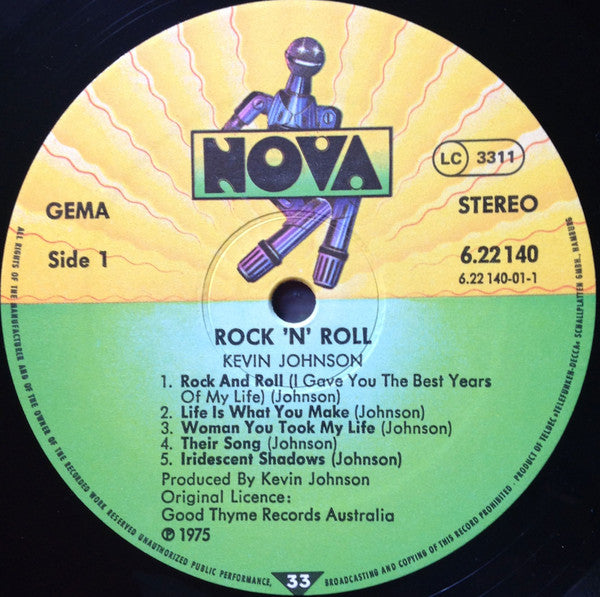 NOVA
LC 3311
GEMA
STEREO
Side 1
6.22 140
6.22 140-01-1
ROCK 'N' ROLL
KEVIN JOHNSON
1. Rock And Roll (I Gave You The Best Years
Of My Life) (Johnson)
2. Life Is What You Make (Johnson)
3. Woman You Took My Life (Johnson)
4. Their Song (Johnson)
5. Iridescent Shadows (Johnson)
Produced By Kevin Johnson
Original Licence:
Good Thyme Records Australia
℗ 1975
ALL RIGHTS OF THE MANUFACTURER AND OF THE OWNER OF THE RECORDED WORK RESERVED UNAUTHORIZED PUBLIC PERFORMANCE, BROADCASTING AND COPYING OF THIS RECORD PROHIBITED · PRODUCT OF TELDEC »TELEFUNKEN-DECCA« SCHALLPLATTEN GMBH., HAMBURG
33